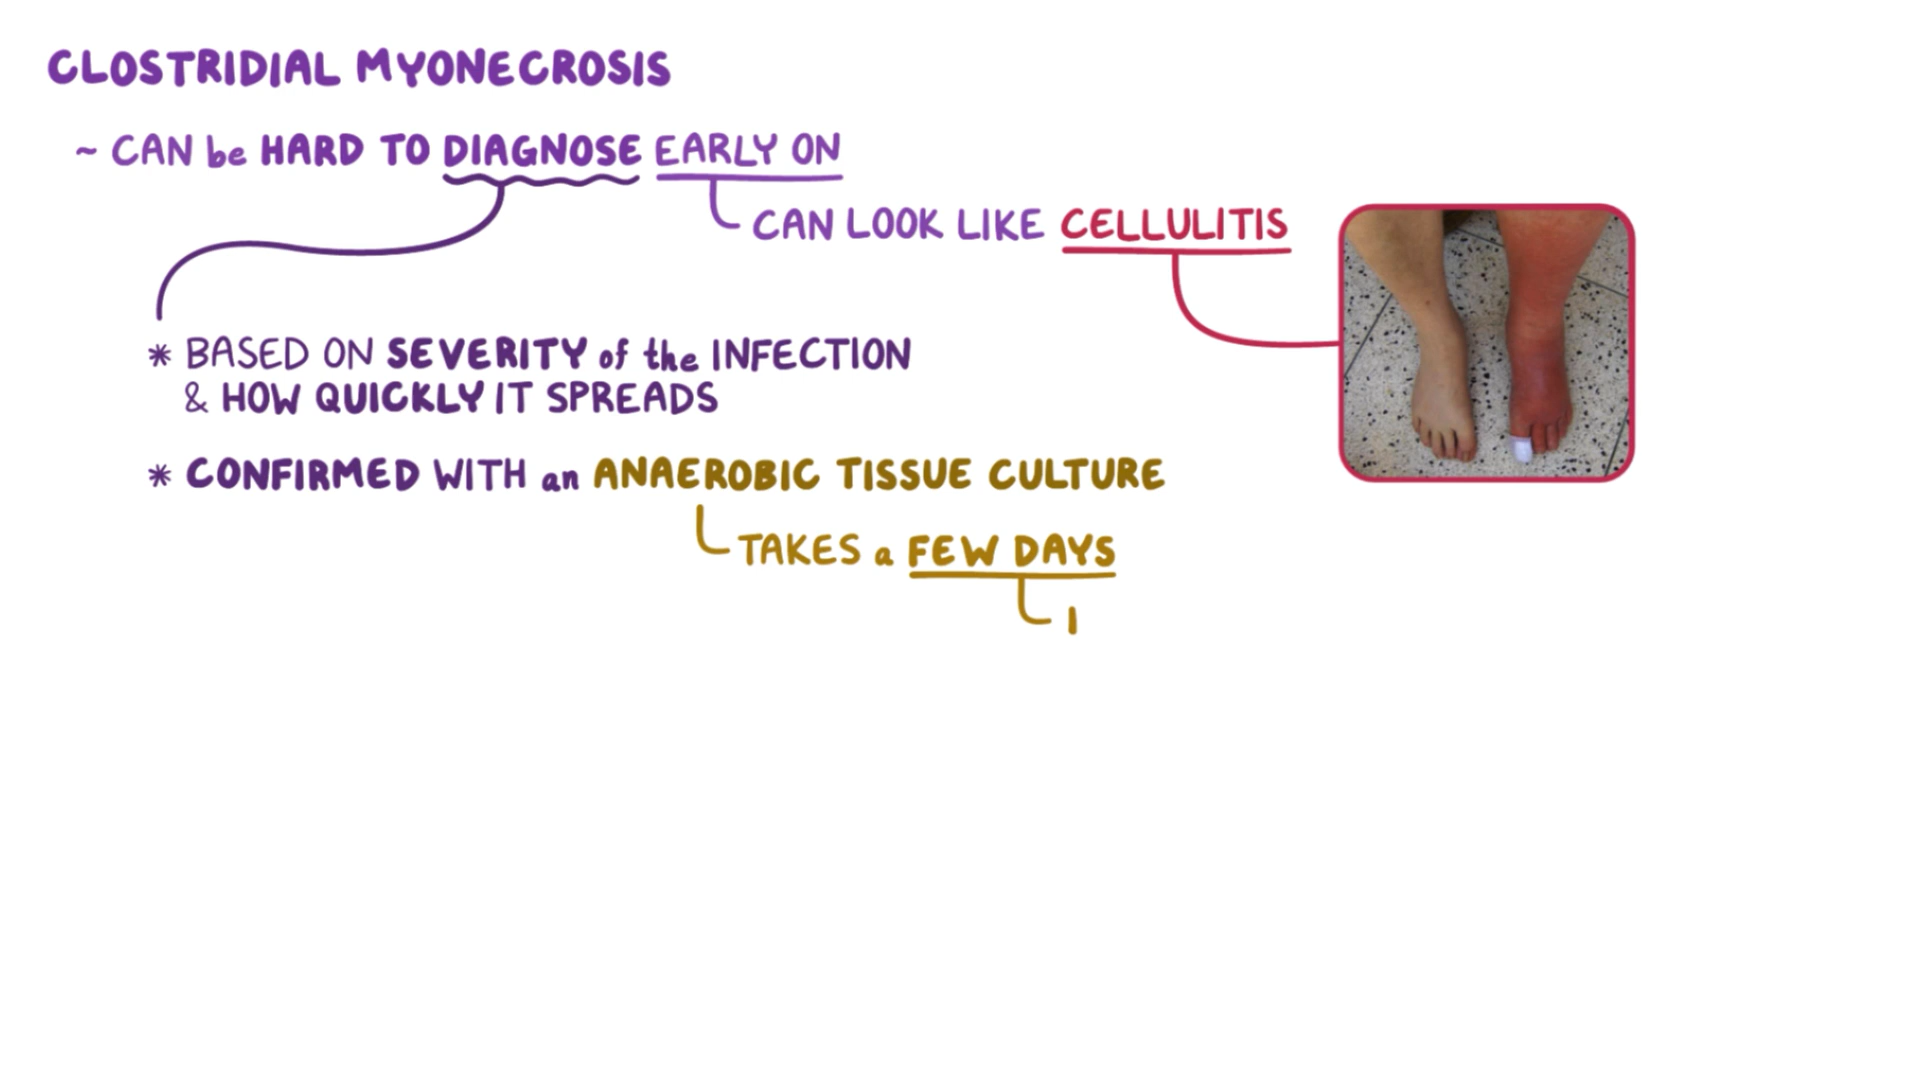 CLOSTRIDIAL MYONECROSIS
~ CAN be HARD TO DIAGNOSE EARLY ON
CAN LOOK LIKE CELLULITIS
* BASED ON SEVERITY of the INFECTION
& HOW QUICKLY IT SPREADS
* CONFIRMED WITH an ANAEROBIC TISSUE CULTURE
TAKES a FEW DAYS